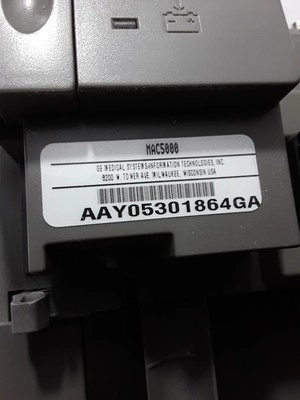 MAC5000
GE MEDICAL SYSTEMS INFORMATION TECHNOLOGIES, INC.
8200 W. TOWER AVE. MILWAUKEE, WISCONSIN USA
AAY05301864GA